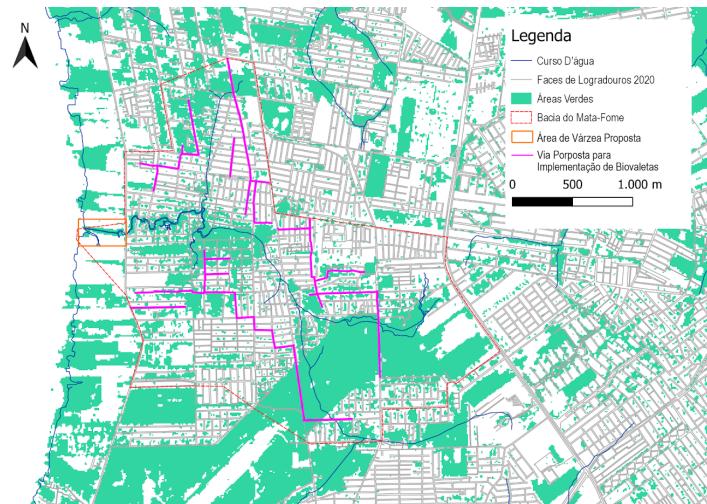 N
Legenda
Curso D'água
Faces de Logradouros 2020
Áreas Verdes
Bacia do Mata-Fome
Área de Várzea Proposta
Via Porposta para
Implementação de Biovaletas
0 500 1.000 m